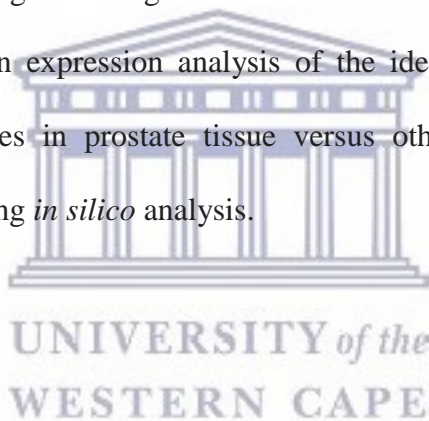 n expression analysis of the ide
es in prostate tissue versus oth
ng in silico analysis.
UNIVERSITY of the
WESTERN CAPE